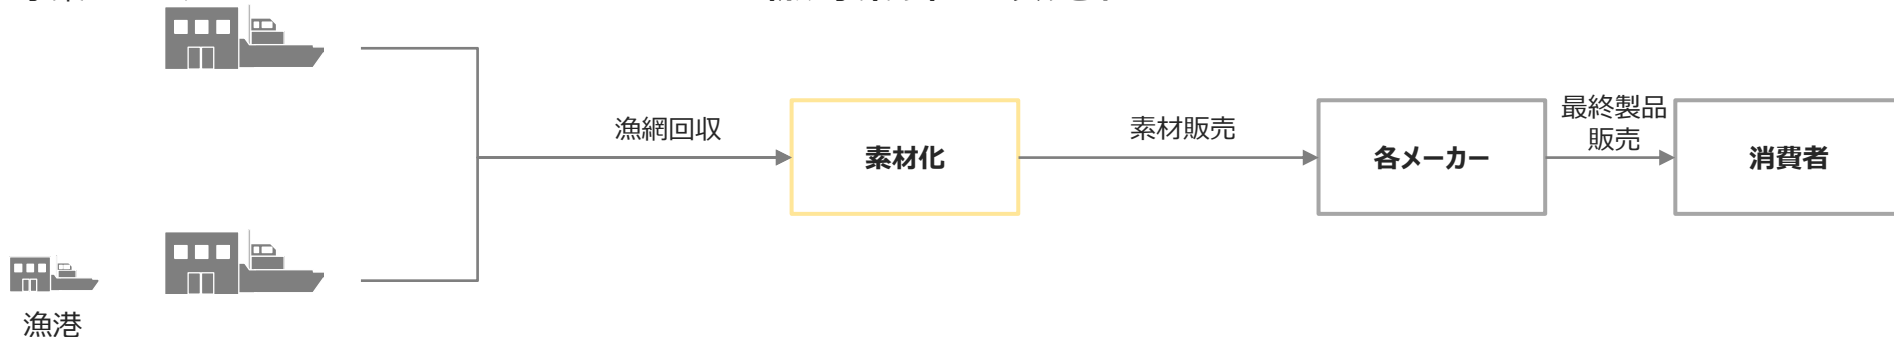 漁網回収
素材化
素材販売
各メーカー
最終製品
販売
消費者
漁港